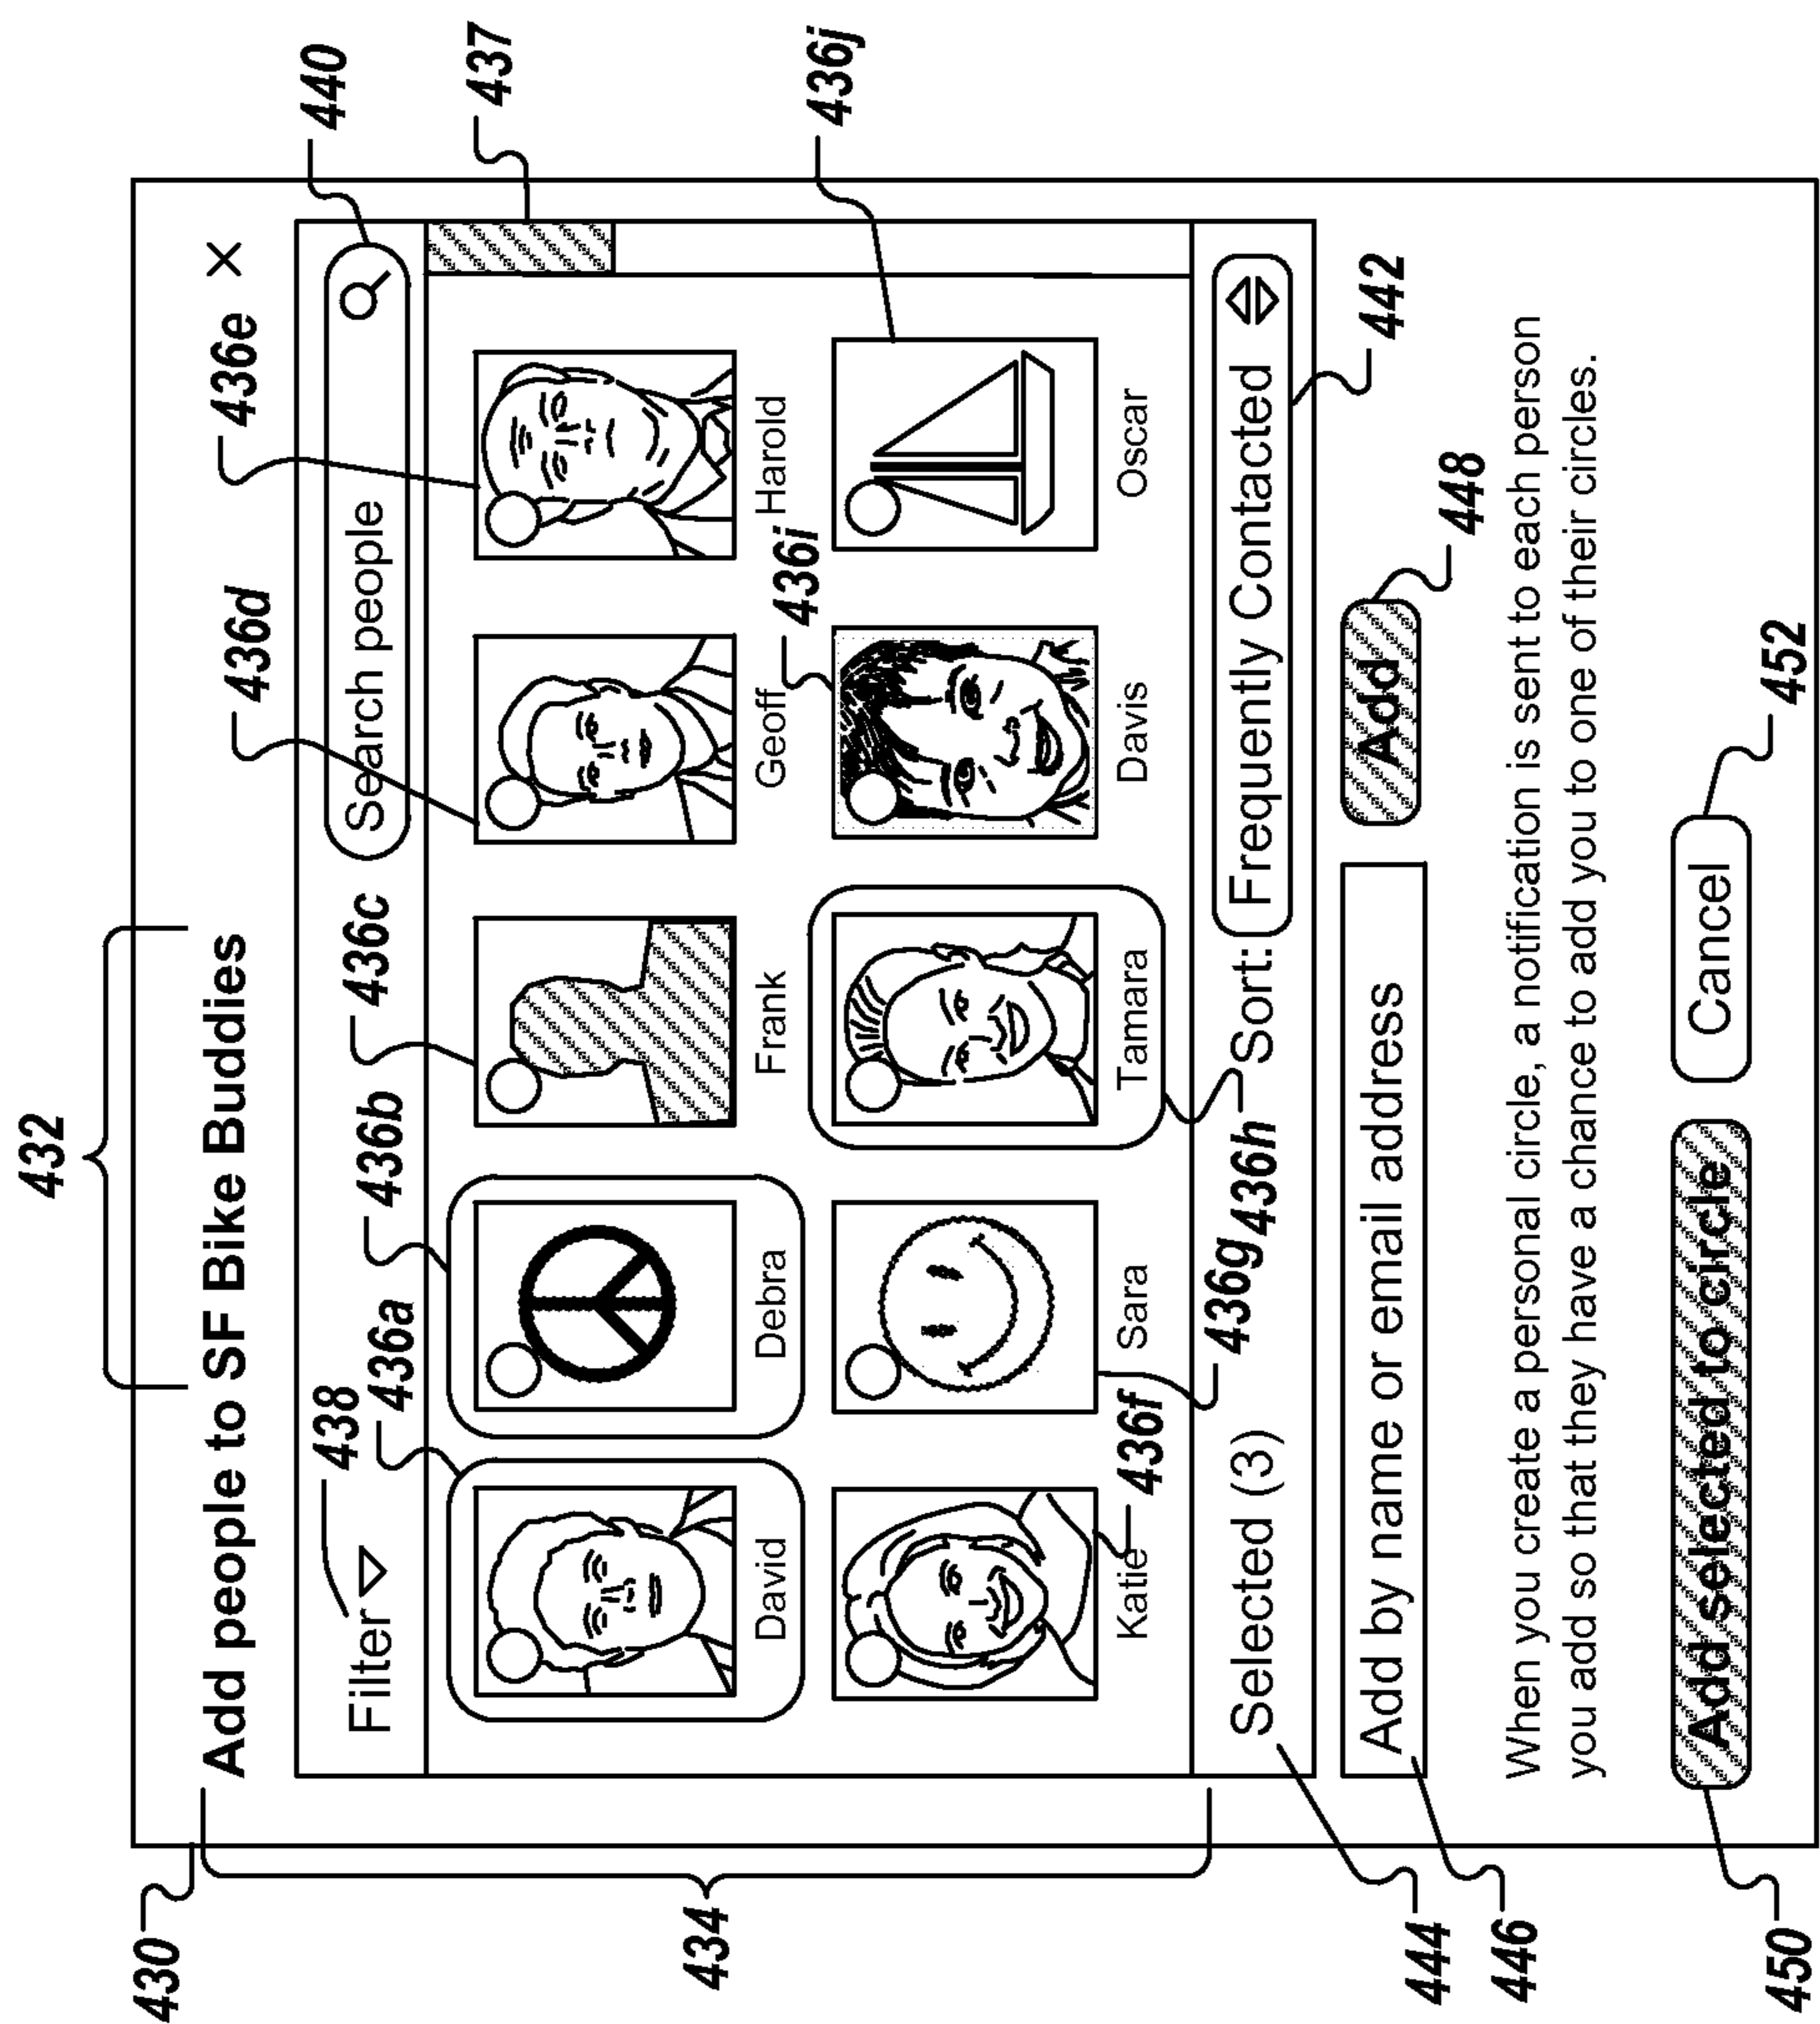 432
430
Add people to SF Bike Buddies ×
438
436a
436b
436c
436d
436e
440
437
Filter
Search people
434
David
Debra
Frank
Geoff
Harold
436i
436j
Katie
Sara
Tamara
Davis
Oscar
436f
436g
436h
444
Selected (3)
Sort: Frequently Contacted
442
446
Add by name or email address
Add
448
When you create a personal circle, a notification is sent to each person
you add so that they have a chance to add you to one of their circles.
450
Add selected to circle
Cancel
452